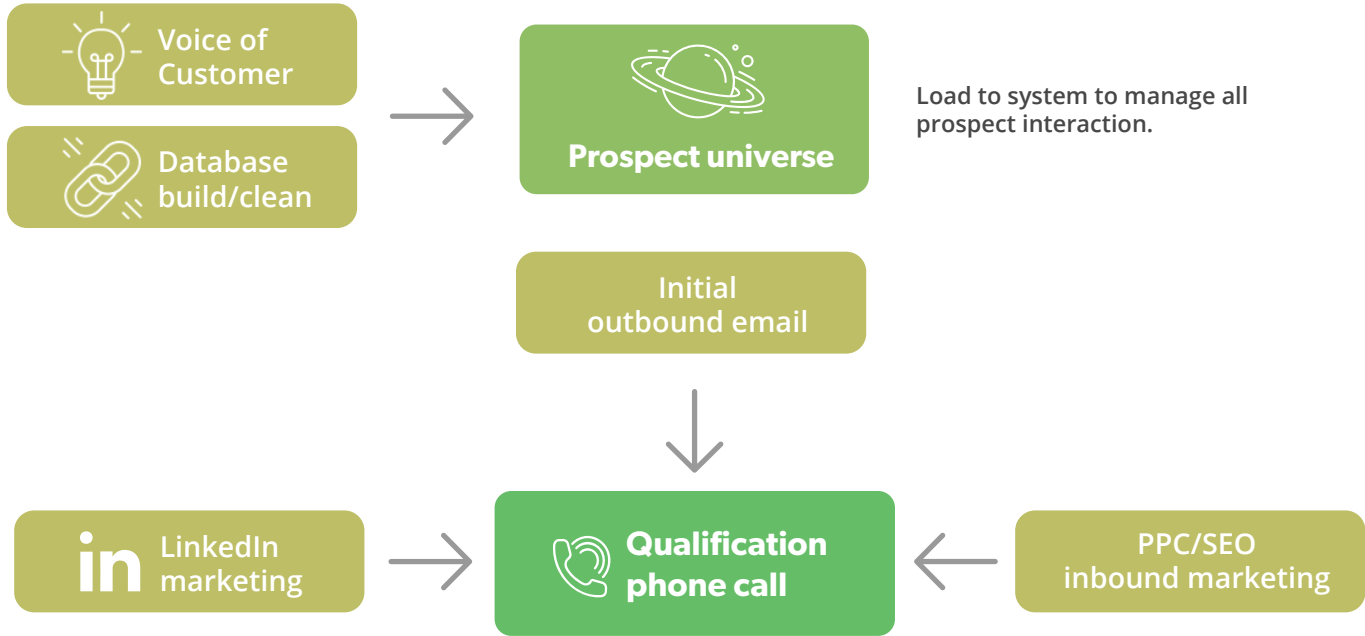 Voice of
Customer
Database
build/clean
Prospect universe
Load to system to manage all
prospect interaction.
Initial
outbound email
in
LinkedIn
marketing
Qualification
phone call
PPC/SEO
inbound marketing